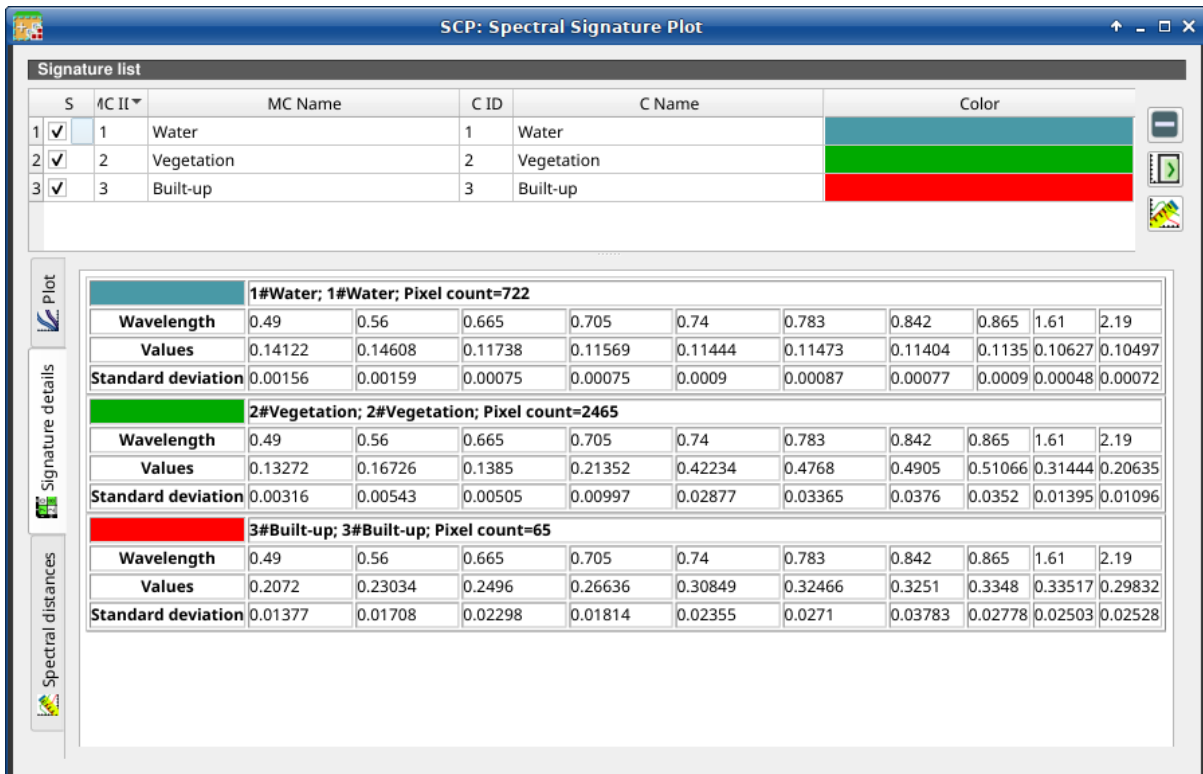 SCP: Spectral Signature Plot
Signature list
S MC ID MC Name C ID C Name Color
1 1 Water 1 Water
2 2 Vegetation 2 Vegetation
3 3 Built-up 3 Built-up
Plot
Signature details
Spectral distances
1#Water; 1#Water; Pixel count=722
Wavelength 0.49 0.56 0.665 0.705 0.74 0.783 0.842 0.865 1.61 2.19
Values 0.14122 0.14608 0.11738 0.11569 0.11444 0.11473 0.11404 0.1135 0.10627 0.10497
Standard deviation 0.00156 0.00159 0.00075 0.00075 0.0009 0.00087 0.00077 0.0009 0.00048 0.00072
2#Vegetation; 2#Vegetation; Pixel count=2465
Wavelength 0.49 0.56 0.665 0.705 0.74 0.783 0.842 0.865 1.61 2.19
Values 0.13272 0.16726 0.1385 0.21352 0.42234 0.4768 0.4905 0.51066 0.31444 0.20635
Standard deviation 0.00316 0.00543 0.00505 0.00997 0.02877 0.03365 0.0376 0.0352 0.01395 0.01096
3#Built-up; 3#Built-up; Pixel count=65
Wavelength 0.49 0.56 0.665 0.705 0.74 0.783 0.842 0.865 1.61 2.19
Values 0.2072 0.23034 0.2496 0.26636 0.30849 0.32466 0.3251 0.3348 0.33517 0.29832
Standard deviation 0.01377 0.01708 0.02298 0.01814 0.02355 0.0271 0.03783 0.02778 0.02503 0.02528